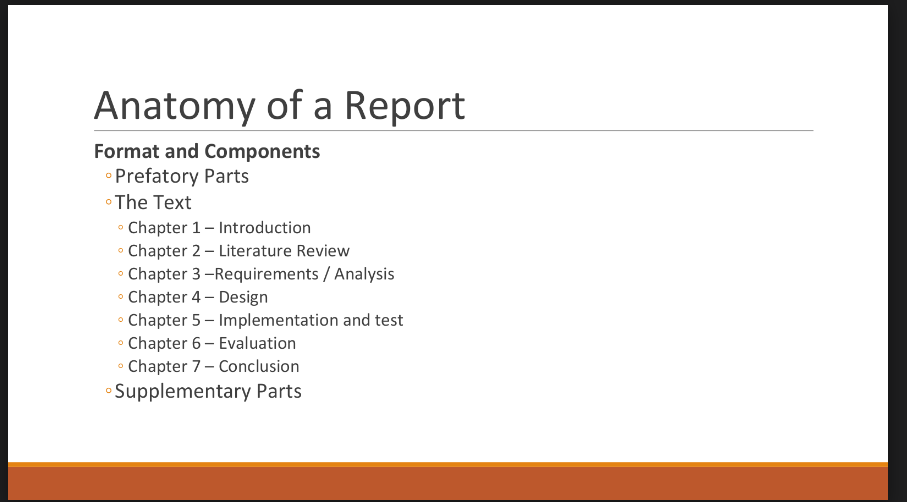 Anatomy of a Report
Format and Components
◦Prefatory Parts
◦The Text
◦ Chapter 1 – Introduction
◦ Chapter 2 – Literature Review
◦ Chapter 3 –Requirements / Analysis
◦ Chapter 4 – Design
◦ Chapter 5 – Implementation and test
◦ Chapter 6 – Evaluation
◦ Chapter 7 – Conclusion
◦Supplementary Parts